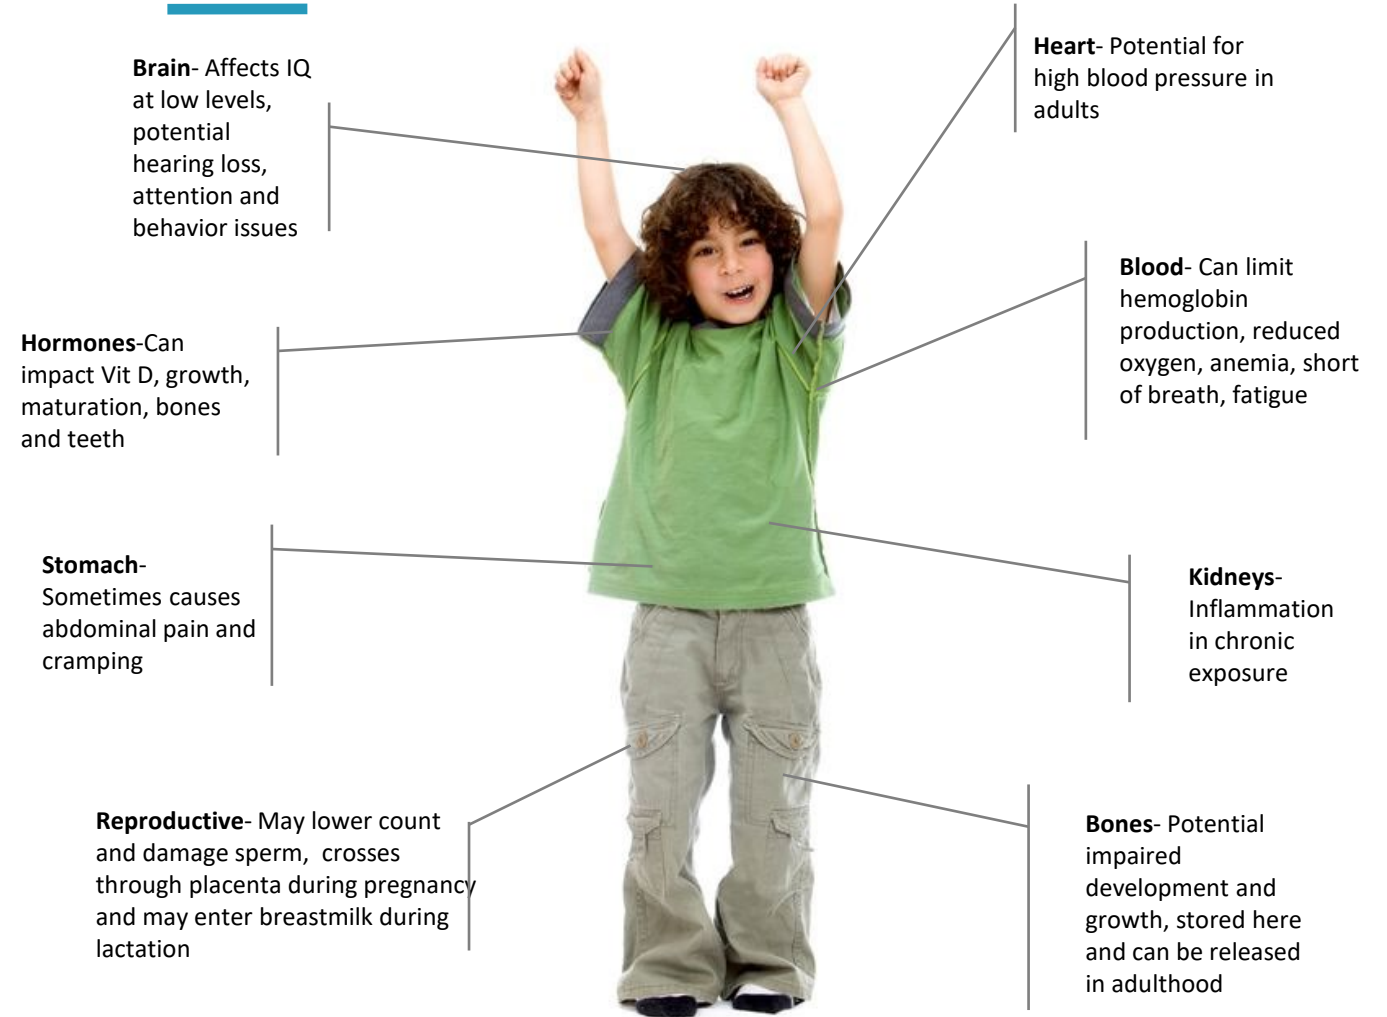 Brain- Affects IQ
at low levels,
potential
hearing loss,
attention and
behavior issues
Heart- Potential for
high blood pressure in
adults
Blood- Can limit
hemoglobin
production, reduced
oxygen, anemia, short
of breath, fatigue
Hormones-Can
impact Vit D, growth,
maturation, bones
and teeth
Stomach-
Sometimes causes
abdominal pain and
cramping
Kidneys-
Inflammation
in chronic
exposure
Reproductive- May lower count
and damage sperm, crosses
through placenta during pregnancy
and may enter breastmilk during
lactation
Bones- Potential
impaired
development and
growth, stored here
and can be released
in adulthood